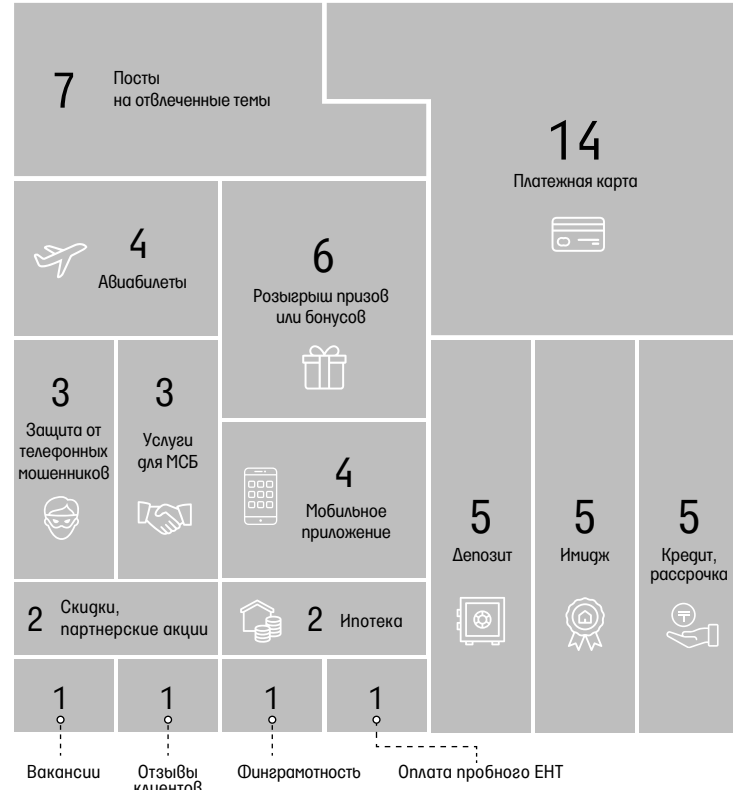 7
Посты
на отвлеченные темы
14
Платежная карта
4
Авиабилеты
6
Розыгрыш призов
или бонусов
3
Защита от
телефонных
мошенников
3
Услуги
для МСБ
4
Мобильное
приложение
5
Депозит
5
Имидж
5
Кредит,
рассрочка
2
Скидки,
партнерские акции
2
Ипотека
1
Вакансии
1
Отзывы
клиентов
1
Финграмотность
1
Оплата пробного ЕНТ